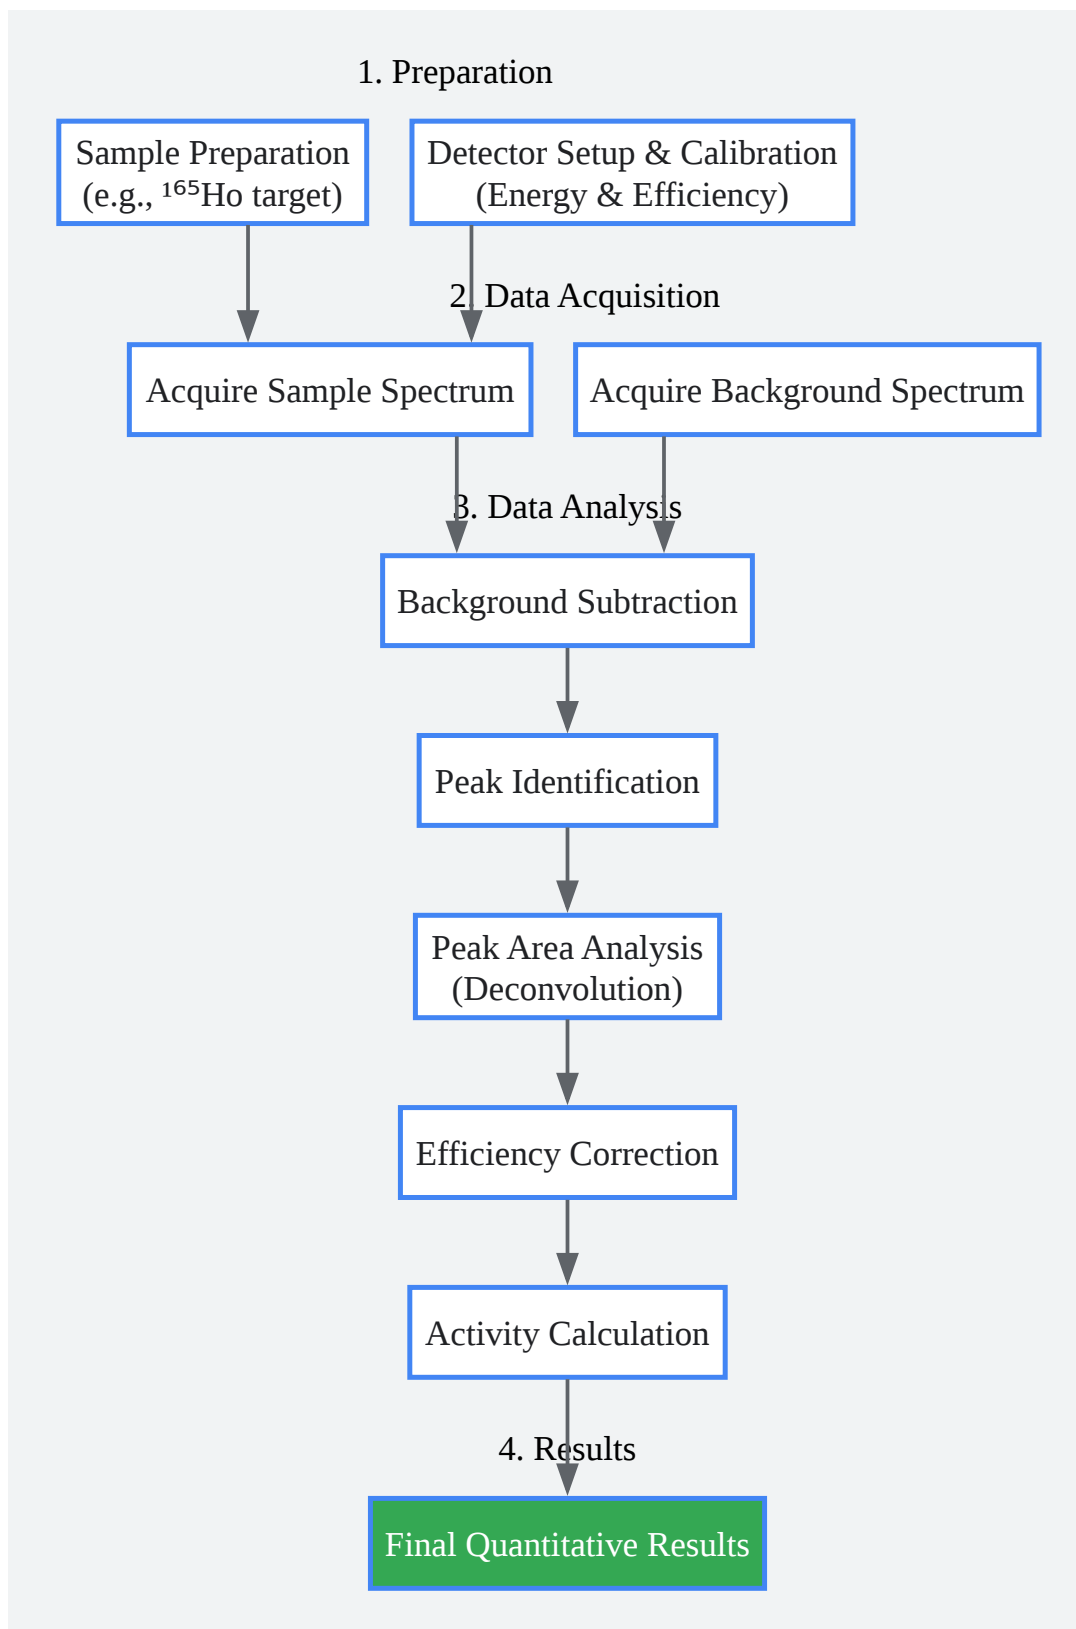 1. Preparation
Sample Preparation
(e.g., ¹⁶⁵Ho target)
Detector Setup & Calibration
(Energy & Efficiency)
2. Data Acquisition
Acquire Sample Spectrum
Acquire Background Spectrum
3. Data Analysis
Background Subtraction
Peak Identification
Peak Area Analysis
(Deconvolution)
Efficiency Correction
Activity Calculation
4. Results
Final Quantitative Results